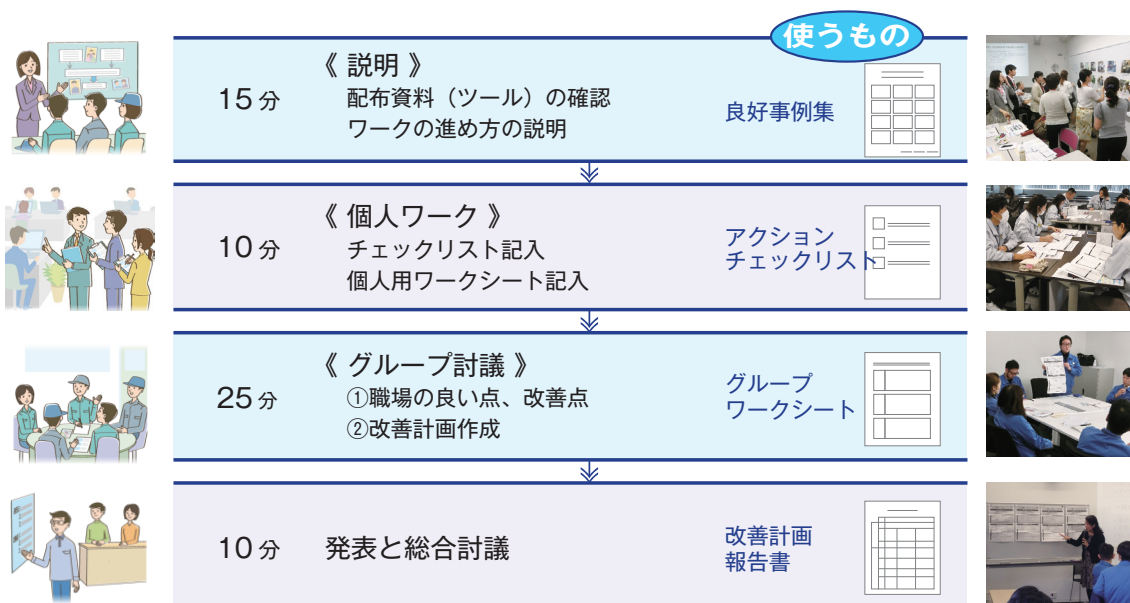 使うもの
15分
《 説明 》
配布資料（ツール）の確認
ワークの進め方の説明
良好事例集
10分
《 個人ワーク 》
チェックリスト記入
個人用ワークシート記入
アクション
チェックリスト
25分
《 グループ討議 》
①職場の良い点、改善点
②改善計画作成
グループ
ワークシート
10分
発表と総合討議
改善計画
報告書